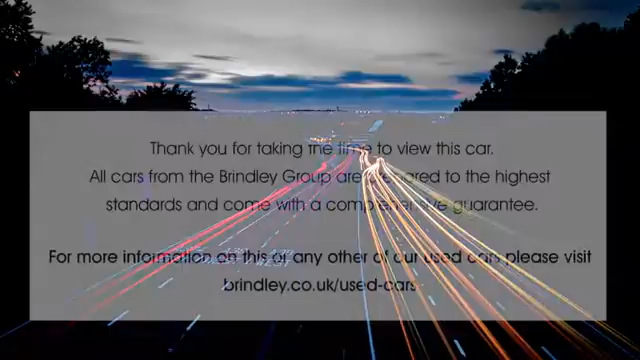 Thank you for taking the time to view this car.
All cars from the Brindley Group are prepared to the highest
standards and come with a comprehensive guarantee.
For more information on this or any other of our used cars please visit
brindley.co.uk/used-cars